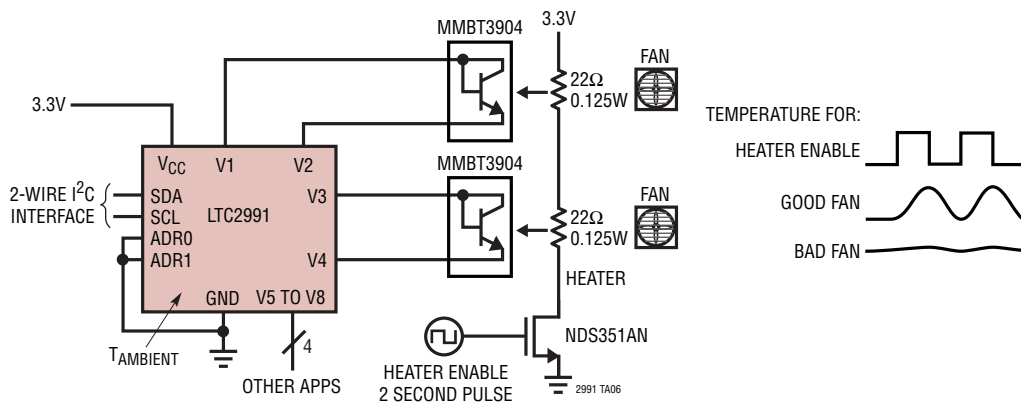 MMBT3904
3.3V
FAN
22Ω
0.125W
3.3V
TEMPERATURE FOR:
HEATER ENABLE
GOOD FAN
BAD FAN
VCC
V1
V2
MMBT3904
FAN
2-WIRE I²C
INTERFACE
SDA
SCL
ADR0
ADR1
LTC2991
V3
V4
22Ω
0.125W
HEATER
GND
V5 TO V8
TAMBIENT
4
OTHER APPS
NDS351AN
HEATER ENABLE
2 SECOND PULSE
2991 TA06